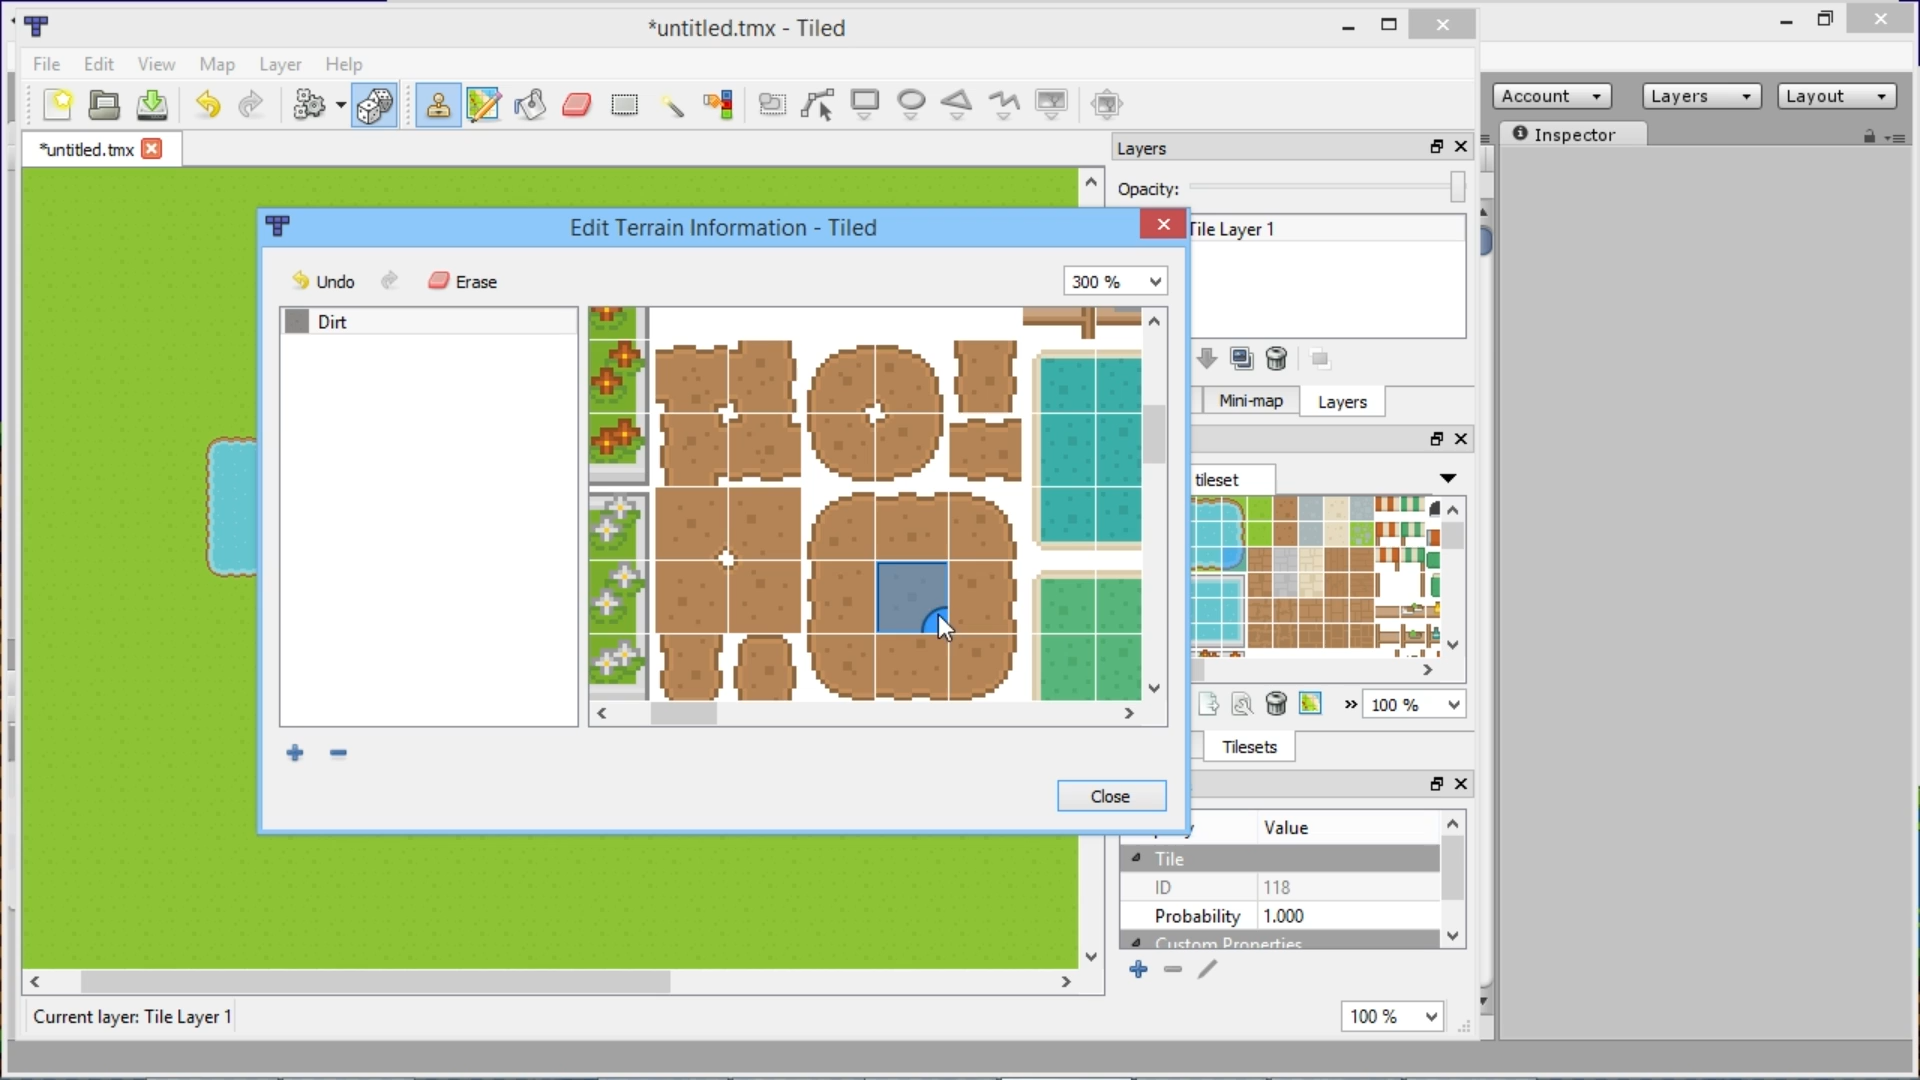 *untitled.tmx - Tiled
File Edit View Map Layer Help
Account
Layers
Layout
*untitled.tmx
Layers
Inspector
Opacity:
Tile Layer 1
Edit Terrain Information - Tiled
Undo
Erase
300 %
Dirt
Mini-map
Layers
tileset
100 %
Tilesets
Close
Value
Tile
ID 118
Probability 1.000
Custom Properties
Current layer: Tile Layer 1
100 %